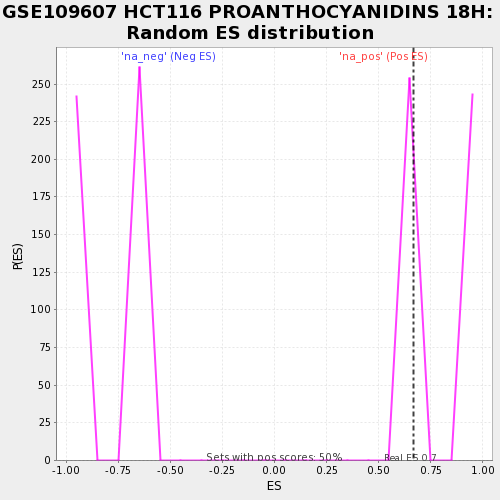 GSE109607 HCT116 PROANTHOCYANIDINS 18H:
Random ES distribution
'na_neg' (Neg ES)
'na_pos' (Pos ES)
P(ES)
250
225
200
175
150
125
100
75
50
25
0
Sets with pos scores: 50%
Real ES 0.7
-1.00 -0.75 -0.50 -0.25 0.00 0.25 0.50 0.75 1.00
ES